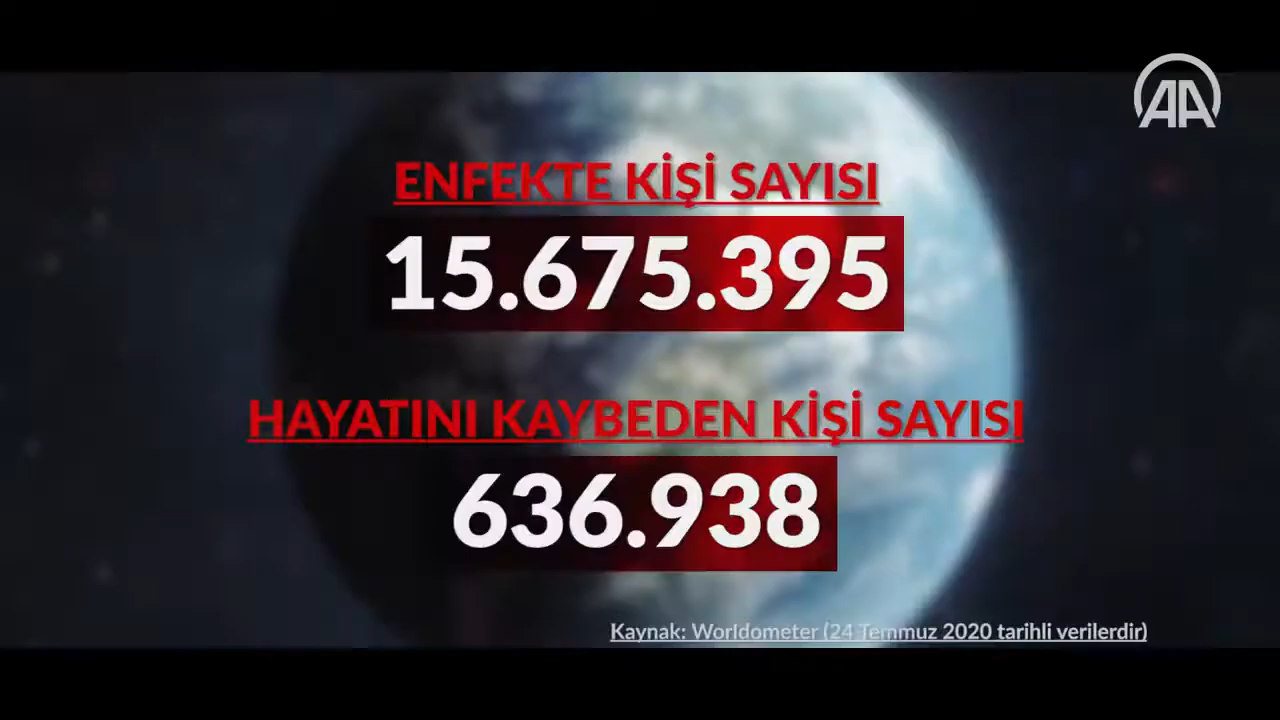 AA
ENFEKTE KİŞİ SAYISI
15.675.395
HAYATINI KAYBEDEN KİŞİ SAYISI
636.938
Kaynak: Worldometer (24 Temmuz 2020 tarihli verilerdir)